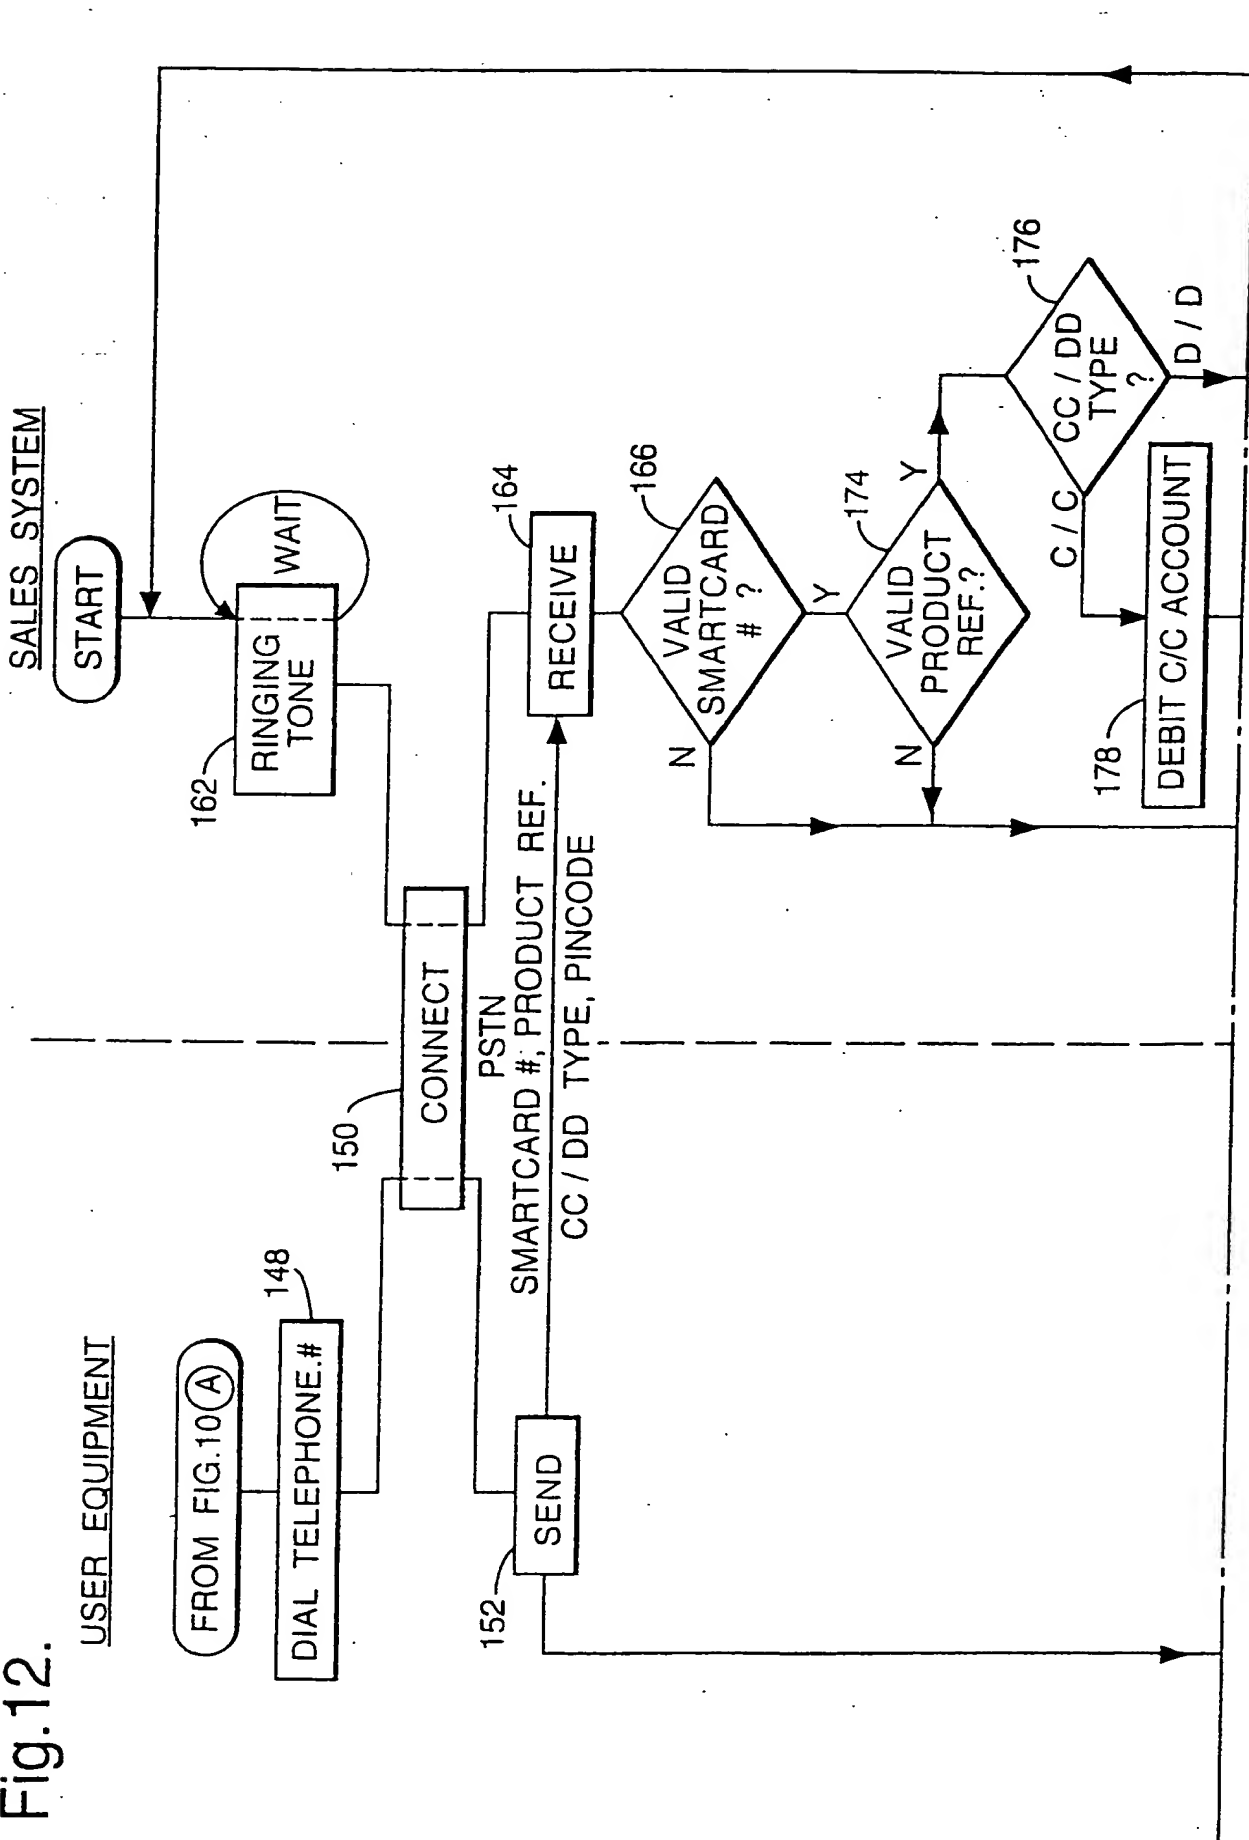 Fig.12.
USER EQUIPMENT
SALES SYSTEM
FROM FIG.10 A
START
148
DIAL TELEPHONE.#
162
RINGING
TONE
WAIT
150
CONNECT
PSTN
SMARTCARD #, PRODUCT REF.
CC / DD TYPE, PINCODE
152
SEND
164
RECEIVE
166
VALID
SMARTCARD
# ?
N
Y
174
VALID
PRODUCT
REF.?
N
Y
176
CC / DD
TYPE
?
C / C
D / D
178
DEBIT C/C ACCOUNT